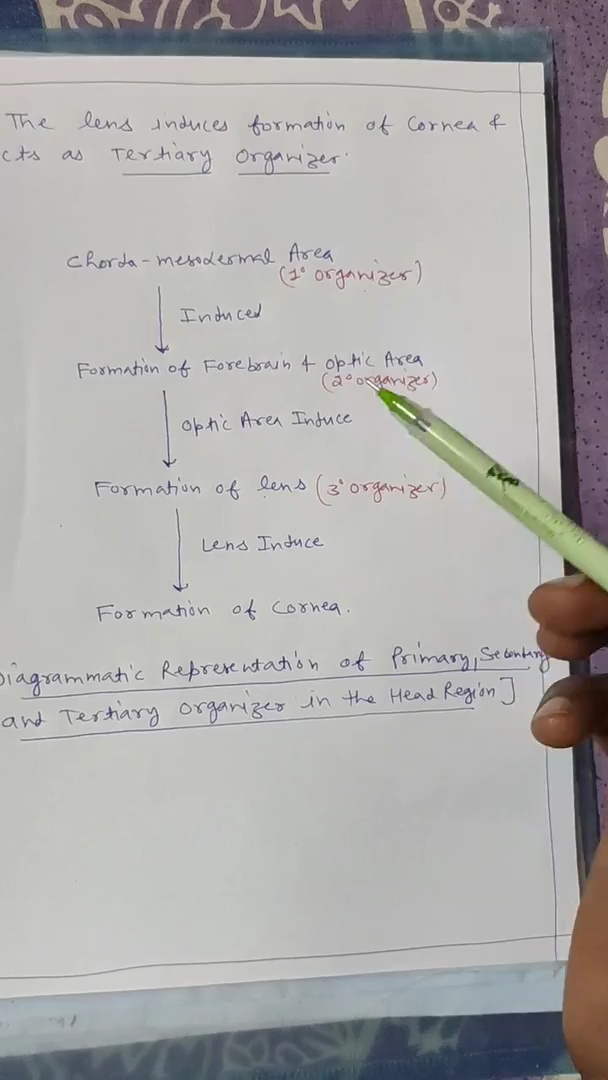 The lens induces formation of Cornea &
cts as Tertiary Organizer.
Chorda-mesodermal Area
(1° organizer)
Induced
Formation of Forebrain & optic Area
(2° organizer)
Optic Area Induce
Formation of lens (3° organizer)
Lens Induce
Formation of Cornea.
Diagrammatic Representation of Primary, Secondary
and Tertiary Organizer in the Head Region]